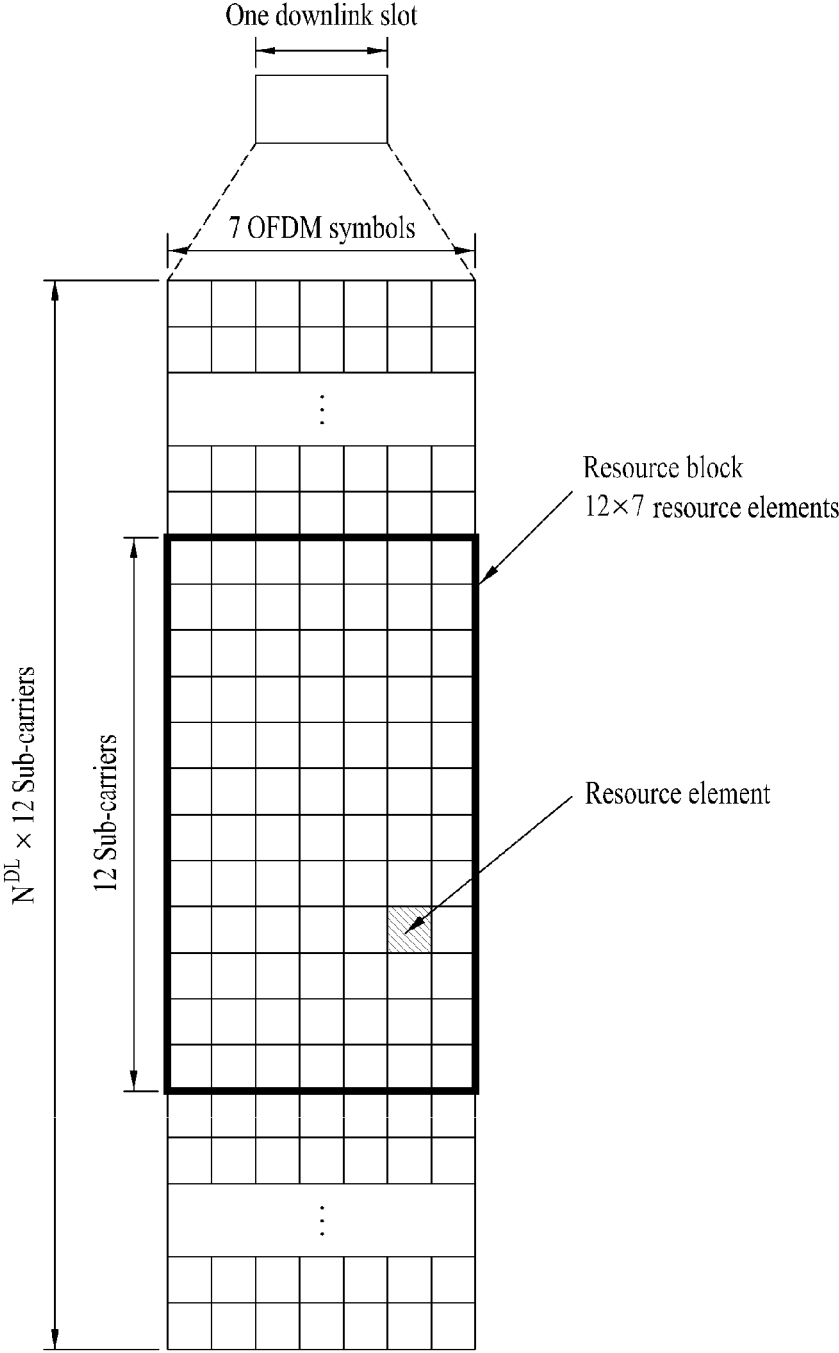 One downlink slot
7 OFDM symbols
Resource block
12×7 resource elements
Resource element
12 Sub-carriers
N^DL × 12 Sub-carriers